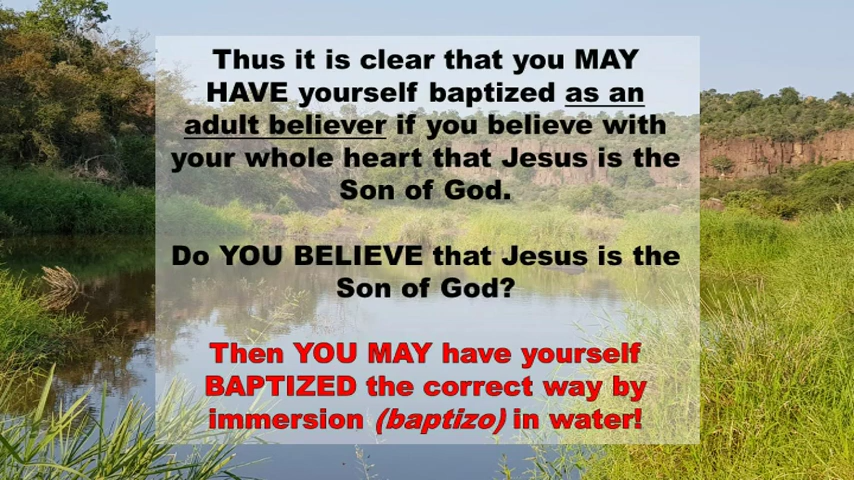 Thus it is clear that you MAY
HAVE yourself baptized as an
adult believer if you believe with
your whole heart that Jesus is the
Son of God.
Do YOU BELIEVE that Jesus is the
Son of God?
Then YOU MAY have yourself
BAPTIZED the correct way by
immersion (baptizo) in water!